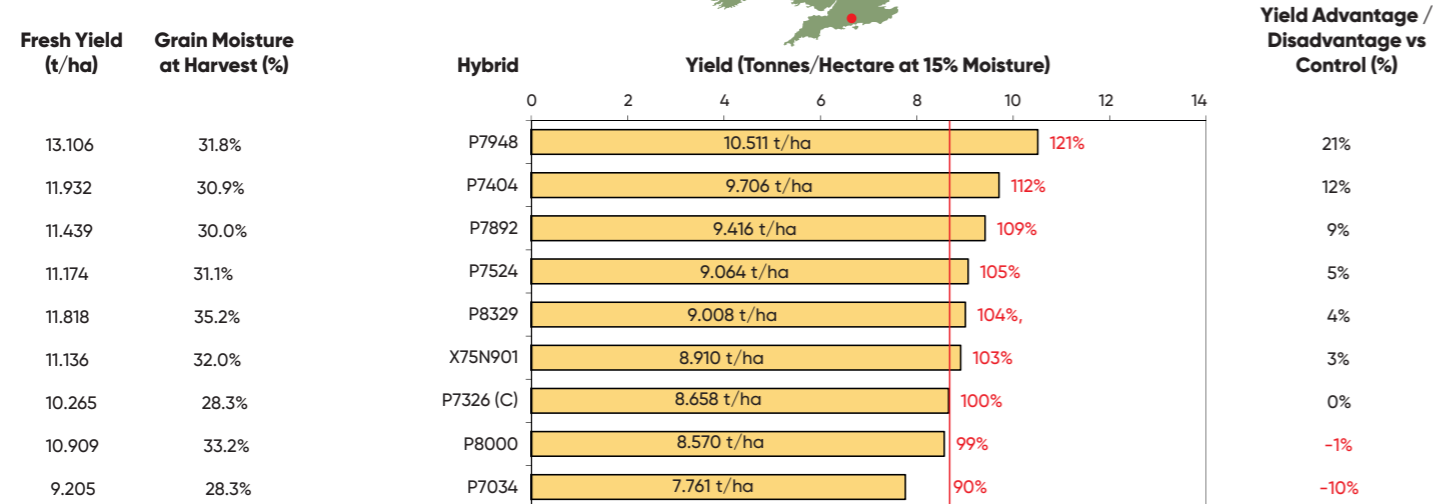 Fresh Yield
(t/ha)
Grain Moisture
at Harvest (%)
Hybrid
Yield (Tonnes/Hectare at 15% Moisture)
Yield Advantage /
Disadvantage vs
Control (%)
0 2 4 6 8 10 12 14
13.106 31.8% P7948 10.511 t/ha 121% 21%
11.932 30.9% P7404 9.706 t/ha 112% 12%
11.439 30.0% P7892 9.416 t/ha 109% 9%
11.174 31.1% P7524 9.064 t/ha 105% 5%
11.818 35.2% P8329 9.008 t/ha 104%, 4%
11.136 32.0% X75N901 8.910 t/ha 103% 3%
10.265 28.3% P7326 (C) 8.658 t/ha 100% 0%
10.909 33.2% P8000 8.570 t/ha 99% -1%
9.205 28.3% P7034 7.761 t/ha 90% -10%